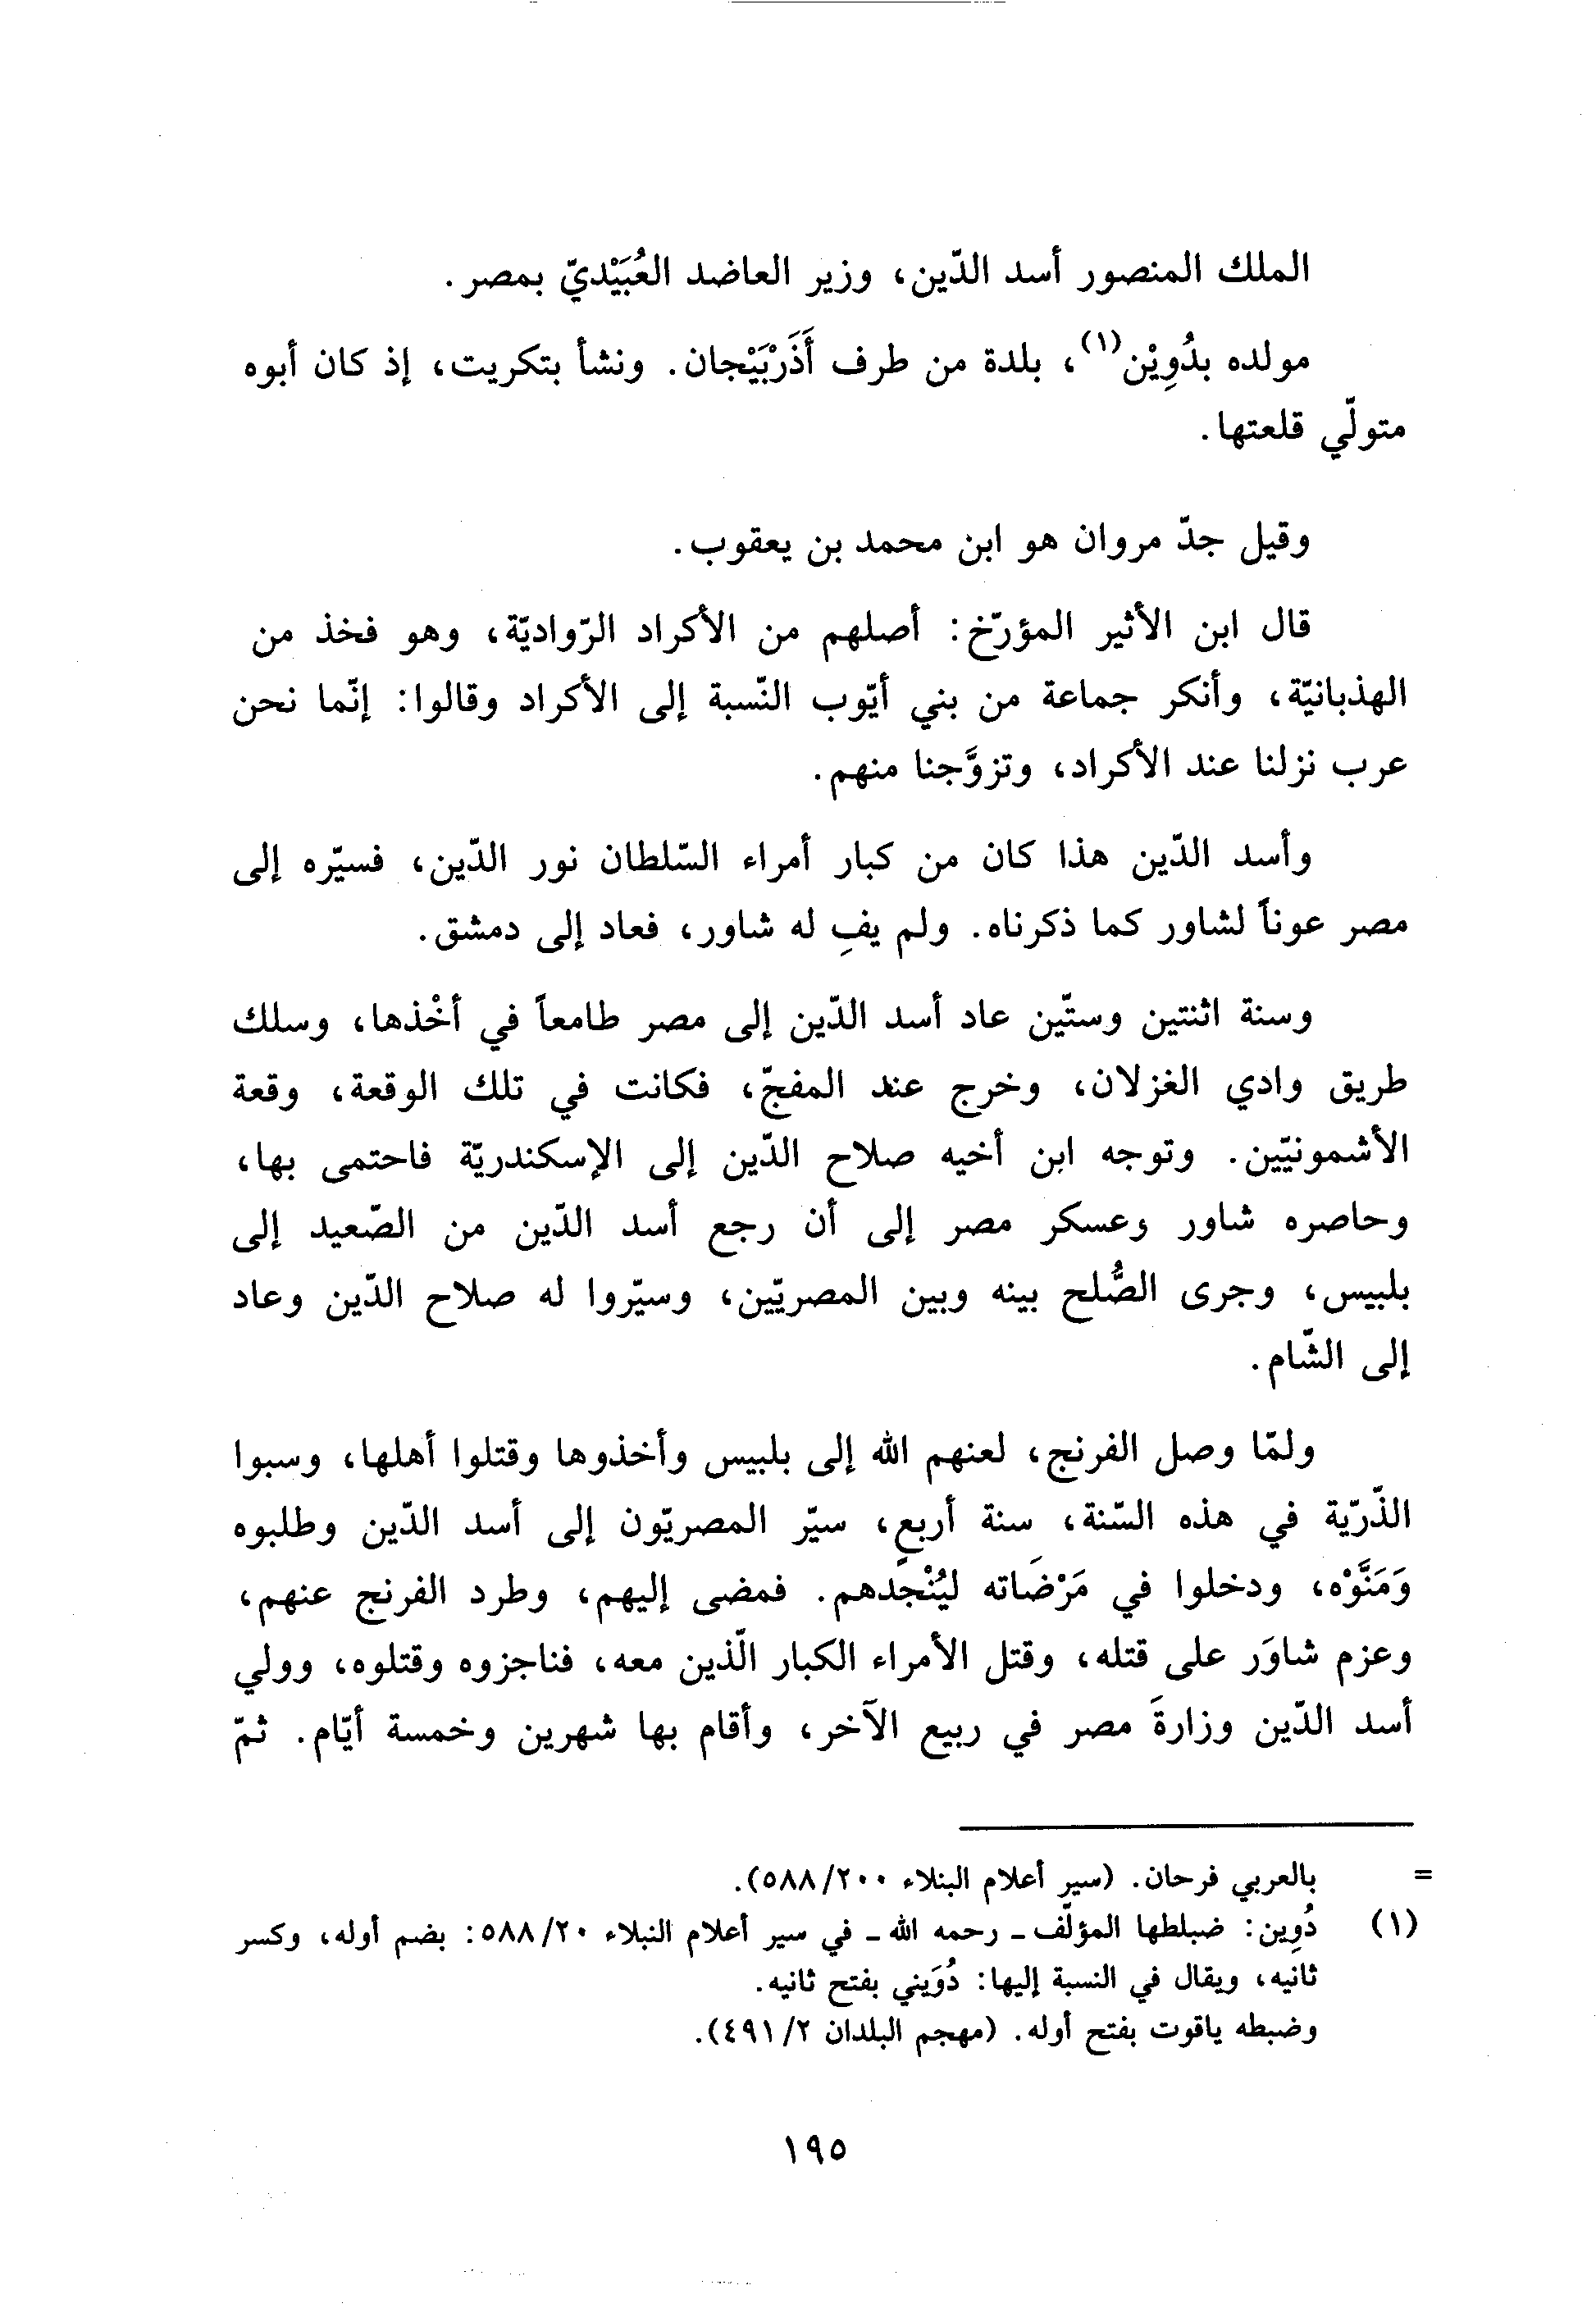 الملك المنصور أسد الدّين، وزير العاضد العُبَيْديّ بمصر.
مولده بدُوِيْن(١)، بلدة من طرف أَذَرْبَيْجان. ونشأ بتكريت، إذ كان أبوه
متولّي قلعتها.
وقيل جدّ مروان هو ابن محمد بن يعقوب.
قال ابن الأثير المؤرّخ: أصلهم من الأكراد الرّواديّة، وهو فخذ من
الهذبانيّة، وأنكر جماعة من بني أيّوب النّسبة إلى الأكراد وقالوا: إنّما نحن
عرب نزلنا عند الأكراد، وتزوَّجنا منهم.
وأسد الدّين هذا كان من كبار أمراء السّلطان نور الدّين، فسيّره إلى
مصر عوناً لشاور كما ذكرناه. ولم يفِ له شاور، فعاد إلى دمشق.
وسنة اثنتين وستّين عاد أسد الدّين إلى مصر طامعاً في أخْذها، وسلك
طريق وادي الغزلان، وخرج عند المفجّ، فكانت في تلك الوقعة، وقعة
الأشمونيّين. وتوجه ابن أخيه صلاح الدّين إلى الإسكندريّة فاحتمى بها،
وحاصره شاور وعسكر مصر إلى أن رجع أسد الدّين من الصّعيد إلى
بلبيس، وجرى الصُّلح بينه وبين المصريّين، وسيّروا له صلاح الدّين وعاد
إلى الشّام.
ولمّا وصل الفرنج، لعنهم الله إلى بلبيس وأخذوها وقتلوا أهلها، وسبوا
الذّرّية في هذه السّنة، سنة أربعٍ، سيّر المصريّون إلى أسد الدّين وطلبوه
وَمَنَّوْه، ودخلوا في مَرْضَاته ليُنْجدهم. فمضى إليهم، وطرد الفرنج عنهم،
وعزم شاوَر على قتله، وقتل الأمراء الكبار الّذين معه، فناجزوه وقتلوه، وولي
أسد الدّين وزارةَ مصر في ربيع الآخر، وأقام بها شهرين وخمسة أيّام. ثمّ
= بالعربي فرحان. (سير أعلام البنلاء ٥٨٨/٢٠٠).
(١) دُوِين: ضبلطها المؤلّف ـ رحمه الله ـ في سير أعلام النبلاء ٥٨٨/٢٠: بضم أوله، وكسر
ثانيه، ويقال في النسبة إليها: دُوَيني بفتح ثانيه.
وضبطه ياقوت بفتح أوله. (مهجم البلدان ٤٩١/٢).
١٩٥